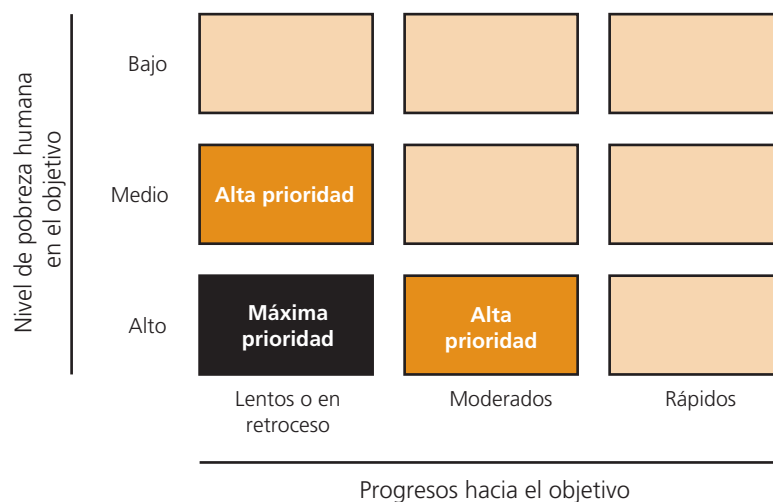 Nivel de pobreza humana
en el objetivo
Bajo
Medio
Alta prioridad
Alto
Máxima
prioridad
Alta
prioridad
Lentos o en
retroceso
Moderados
Rápidos
Progresos hacia el objetivo